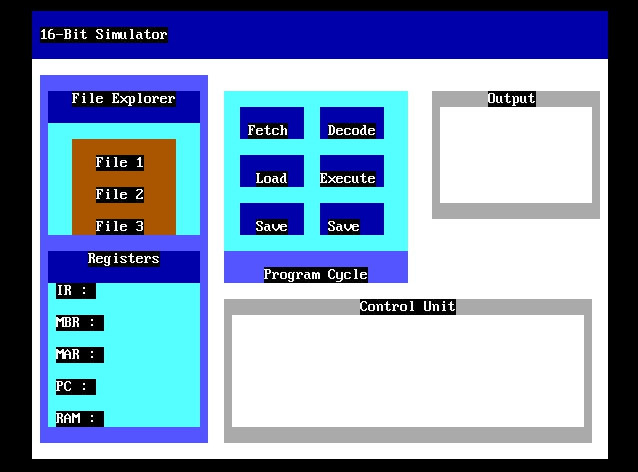 16-Bit Simulator
File Explorer
File 1
File 2
File 3
Registers
IR :
MBR :
MAR :
PC :
RAM :
Fetch
Decode
Load
Execute
Save
Save
Program Cycle
Output
Control Unit